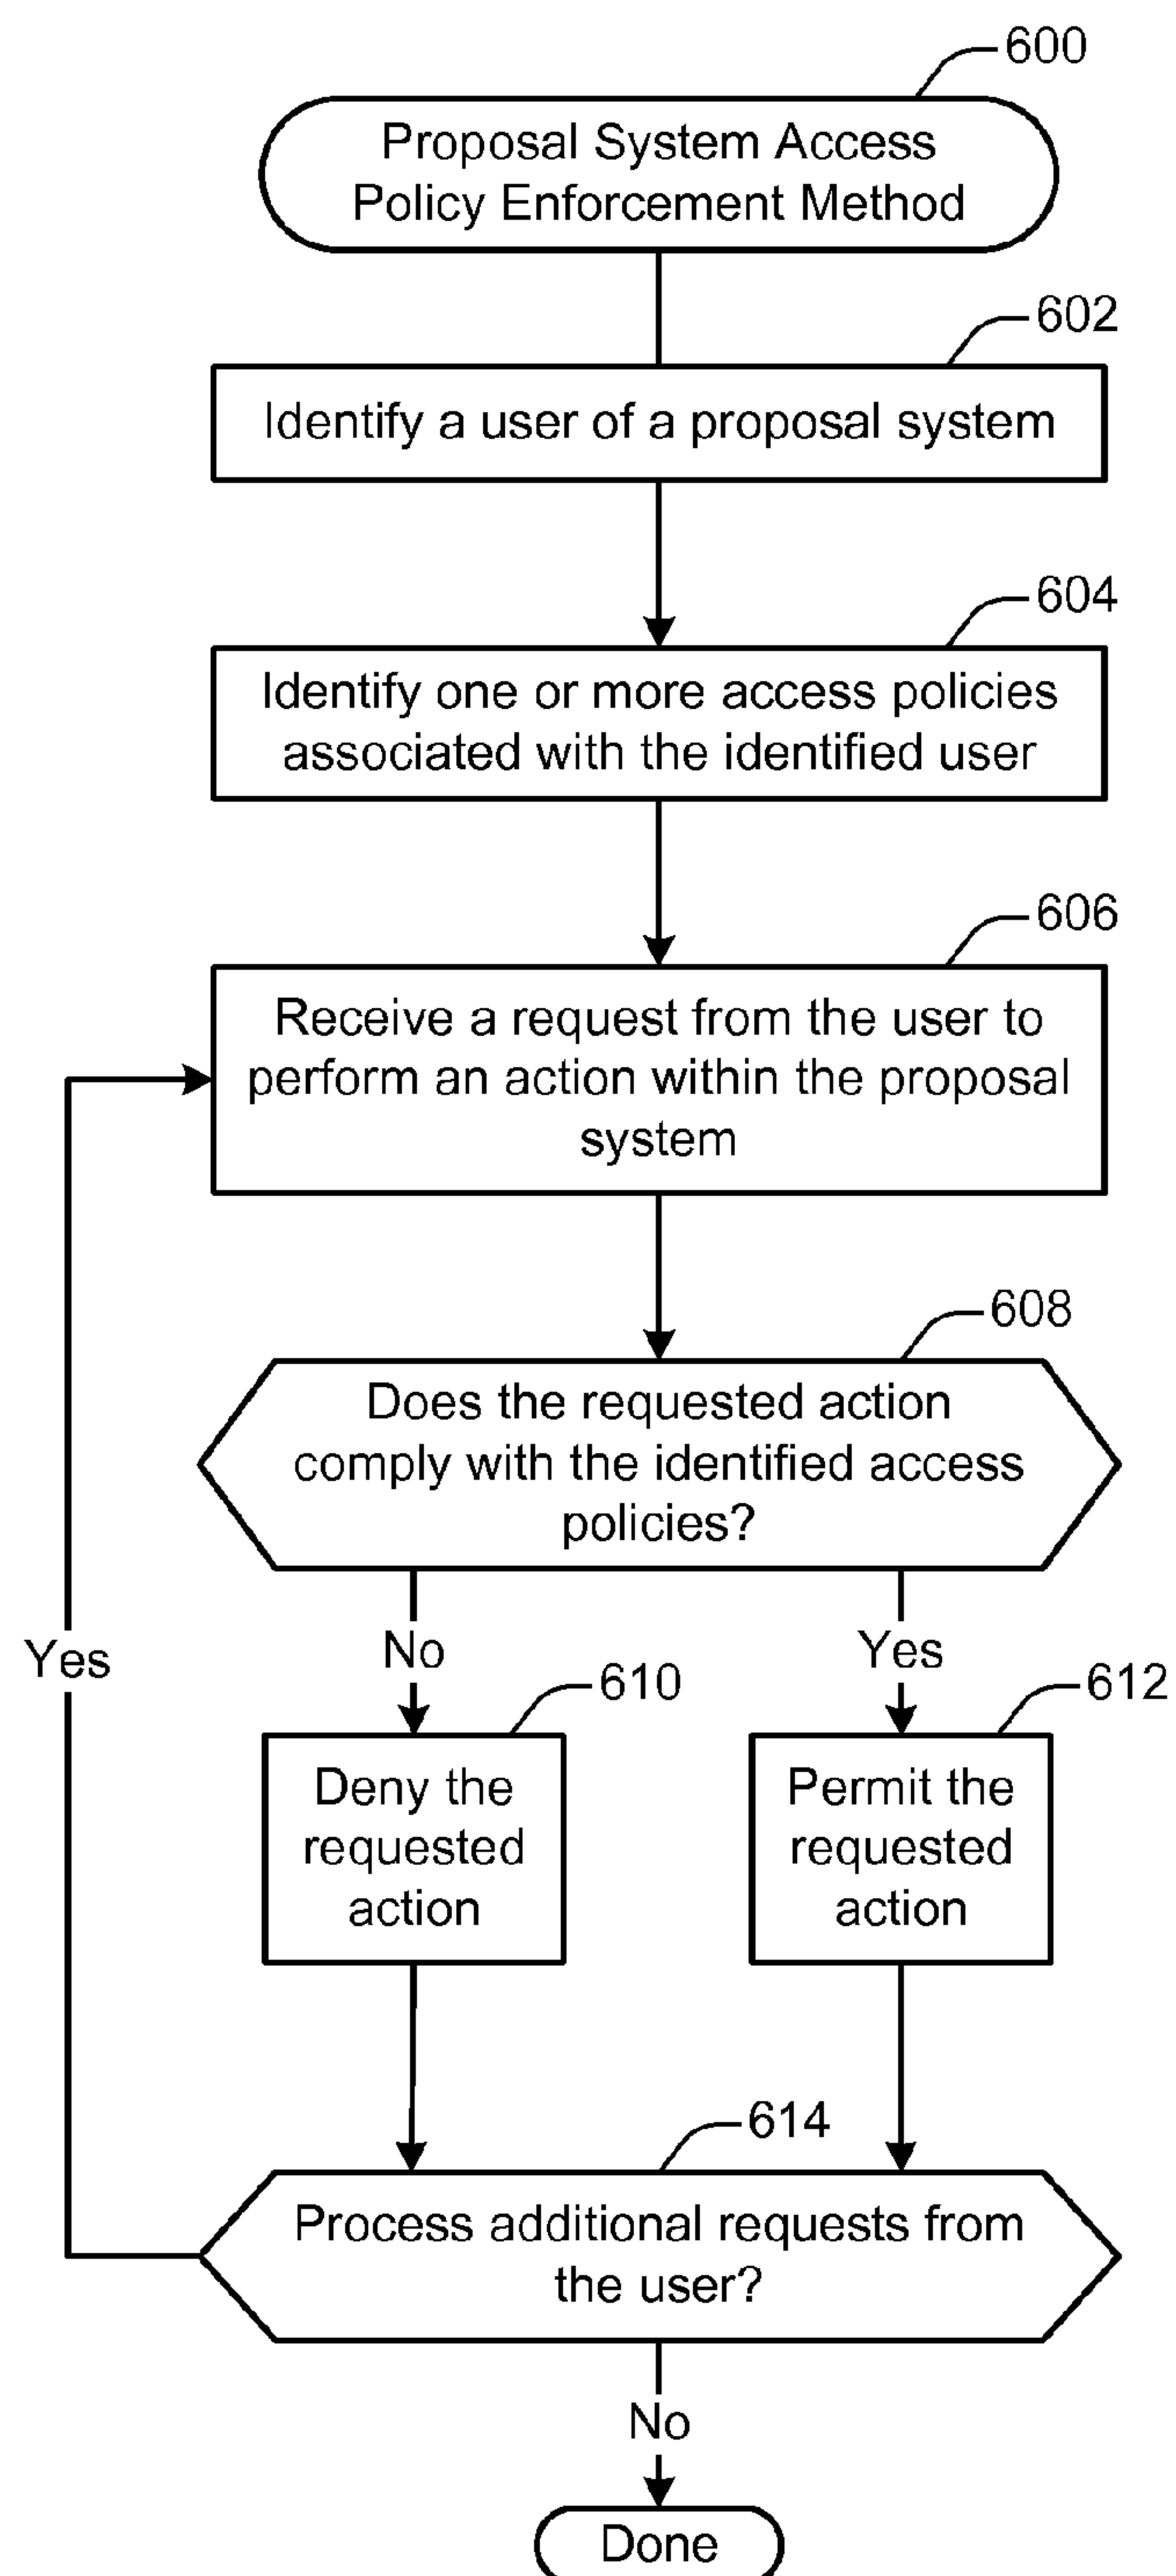 600
Proposal System Access
Policy Enforcement Method
602
Identify a user of a proposal system
604
Identify one or more access policies
associated with the identified user
606
Receive a request from the user to
perform an action within the proposal
system
608
Does the requested action
comply with the identified access
policies?
Yes
No
Yes
610
612
Deny the
requested
action
Permit the
requested
action
614
Process additional requests from
the user?
No
Done